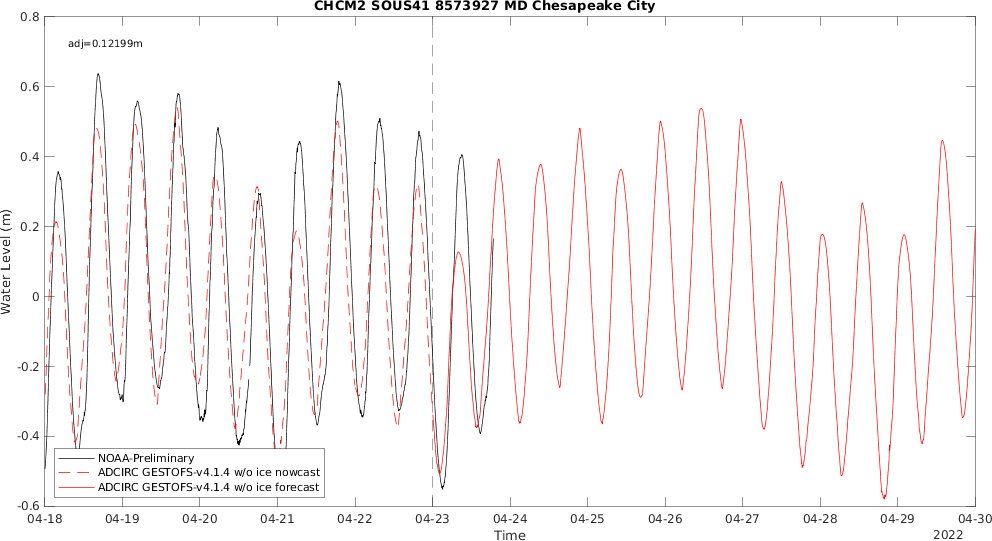 CHCM2 SOUS41 8573927 MD Chesapeake City
adj=0.12199m
Water Level (m)
0.8
0.6
0.4
0.2
0
-0.2
-0.4
-0.6
NOAA-Preliminary
ADCIRC GESTOFS-v4.1.4 w/o ice nowcast
ADCIRC GESTOFS-v4.1.4 w/o ice forecast
04-18 04-19 04-20 04-21 04-22 04-23 04-24 04-25 04-26 04-27 04-28 04-29 04-30
Time
2022